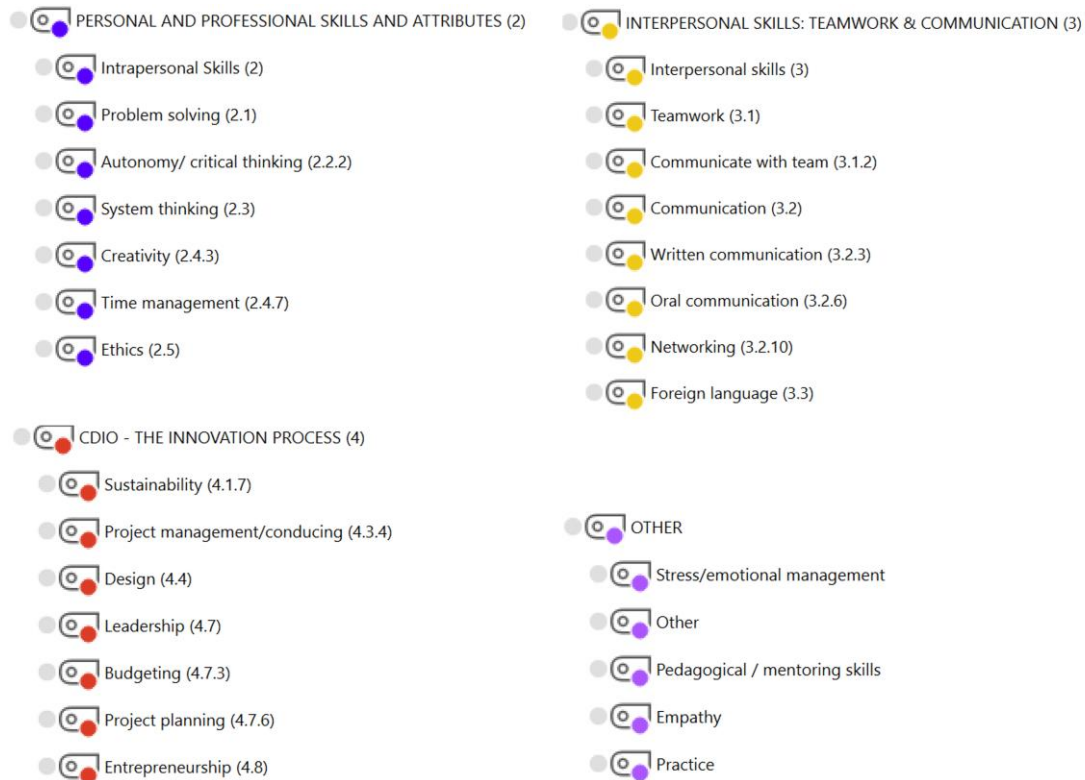 PERSONAL AND PROFESSIONAL SKILLS AND ATTRIBUTES (2)
Intrapersonal Skills (2)
Problem solving (2.1)
Autonomy/ critical thinking (2.2.2)
System thinking (2.3)
Creativity (2.4.3)
Time management (2.4.7)
Ethics (2.5)
INTERPERSONAL SKILLS: TEAMWORK & COMMUNICATION (3)
Interpersonal skills (3)
Teamwork (3.1)
Communicate with team (3.1.2)
Communication (3.2)
Written communication (3.2.3)
Oral communication (3.2.6)
Networking (3.2.10)
Foreign language (3.3)
CDIO - THE INNOVATION PROCESS (4)
Sustainability (4.1.7)
Project management/conducing (4.3.4)
Design (4.4)
Leadership (4.7)
Budgeting (4.7.3)
Project planning (4.7.6)
Entrepreneurship (4.8)
OTHER
Stress/emotional management
Other
Pedagogical / mentoring skills
Empathy
Practice